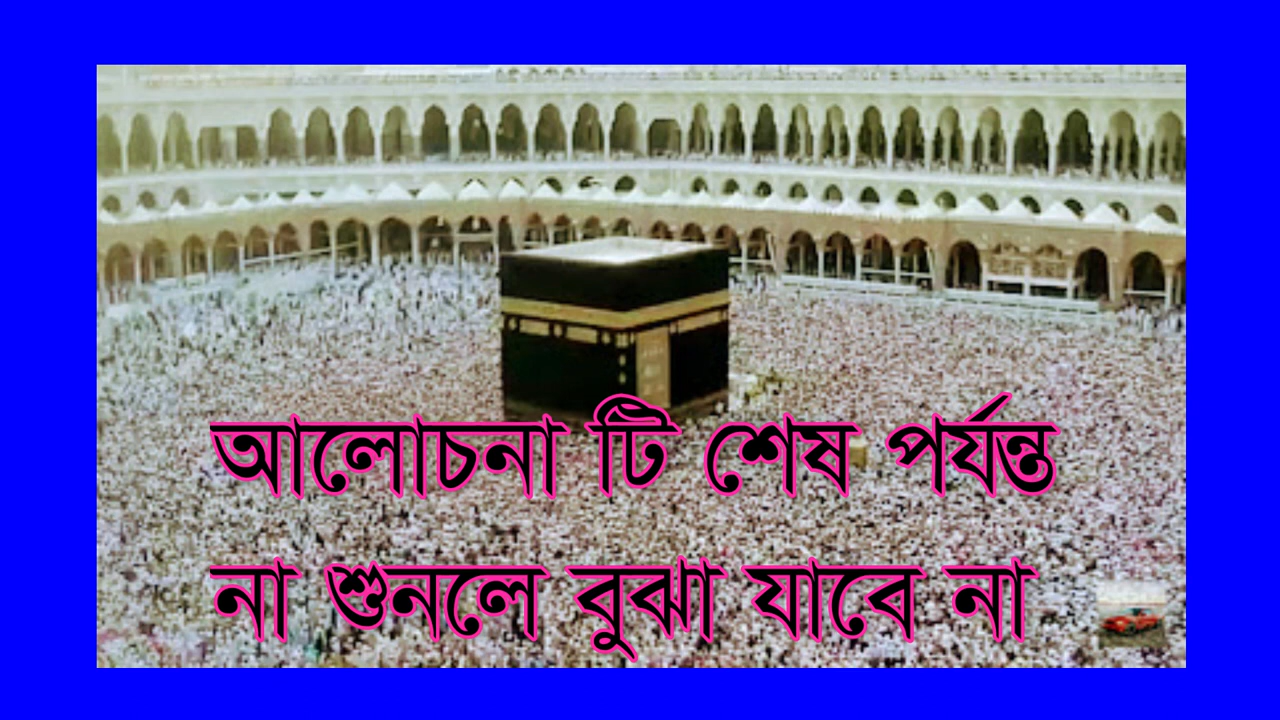 আলোচনা টি শেষ পর্যন্ত
না শুনলে বুঝা যাবে না